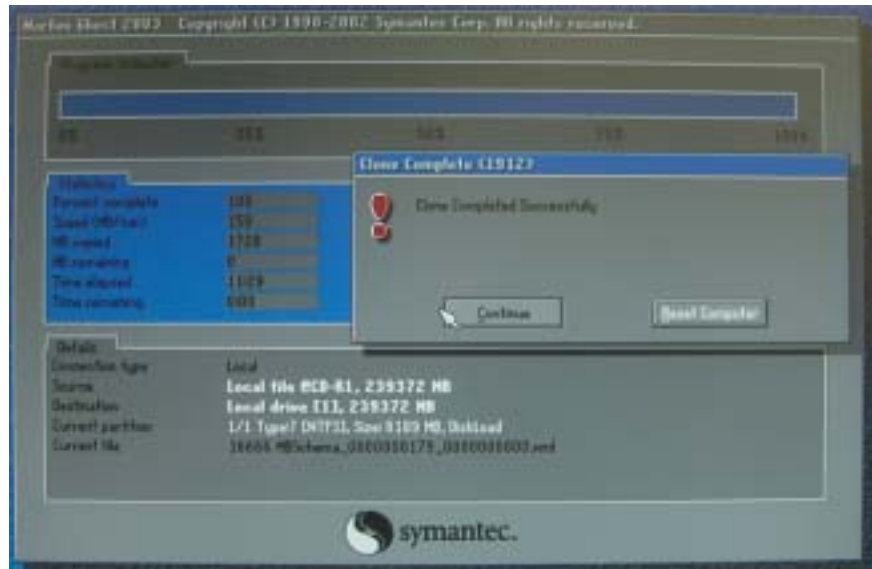 Norton Ghost 2003 Copyright (C) 1998-2002 Symantec Corp. All rights reserved.
Progress Indicator
0% 25% 50% 75% 100%
Clone Complete (1912)
Clone Completed Successfully
Continue
Reset Computer
Statistics
Percent complete 100
Speed (MB/min) 150
MB copied 1728
MB remaining 0
Time elapsed 11:29
Time remaining 0:00
Details
Connection type Local
Source Local file @CD-R1, 239372 MB
Destination Local drive [1], 239372 MB
Current partition 1/1 Type:7 [NTFS], Size: 8189 MB,
Current file
symantec.